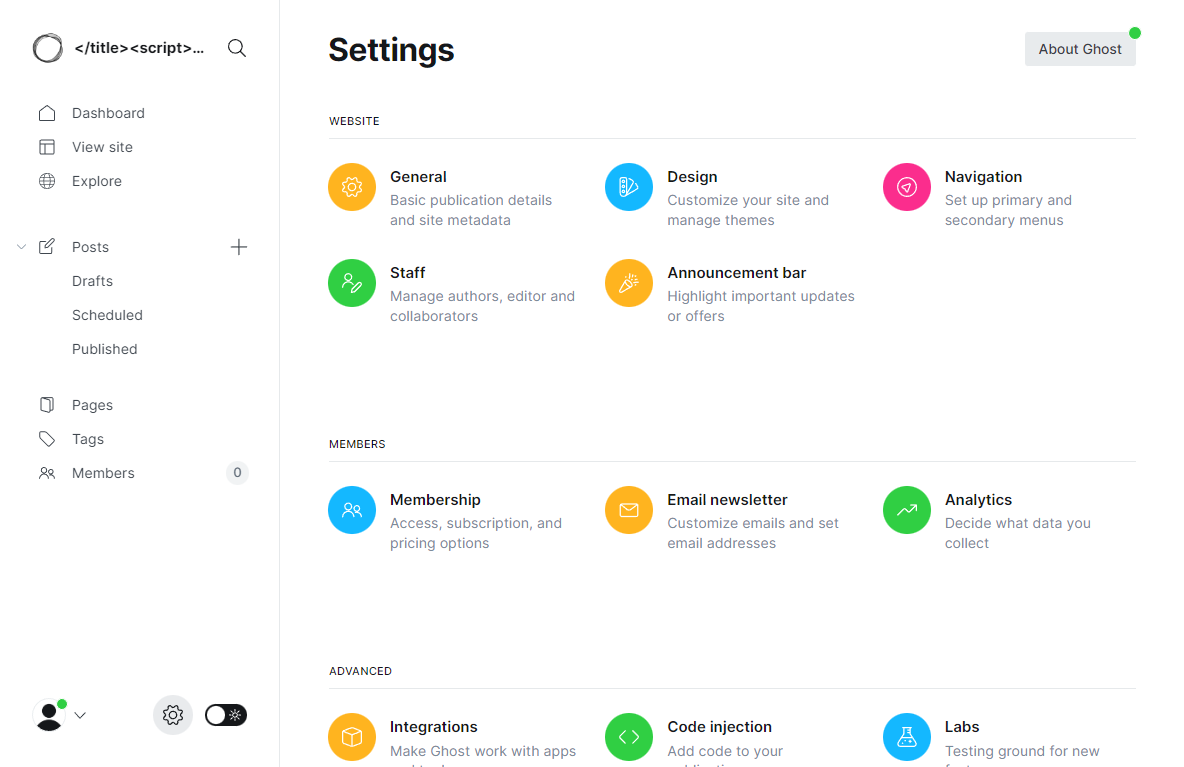 </title><script>...
Dashboard
View site
Explore
Posts
Drafts
Scheduled
Published
Pages
Tags
Members
0
Settings
About Ghost
WEBSITE
General
Basic publication details
and site metadata
Design
Customize your site and
manage themes
Navigation
Set up primary and
secondary menus
Staff
Manage authors, editor and
collaborators
Announcement bar
Highlight important updates
or offers
MEMBERS
Membership
Access, subscription, and
pricing options
Email newsletter
Customize emails and set
email addresses
Analytics
Decide what data you
collect
ADVANCED
Integrations
Make Ghost work with apps
Code injection
Add code to your
Labs
Testing ground for new